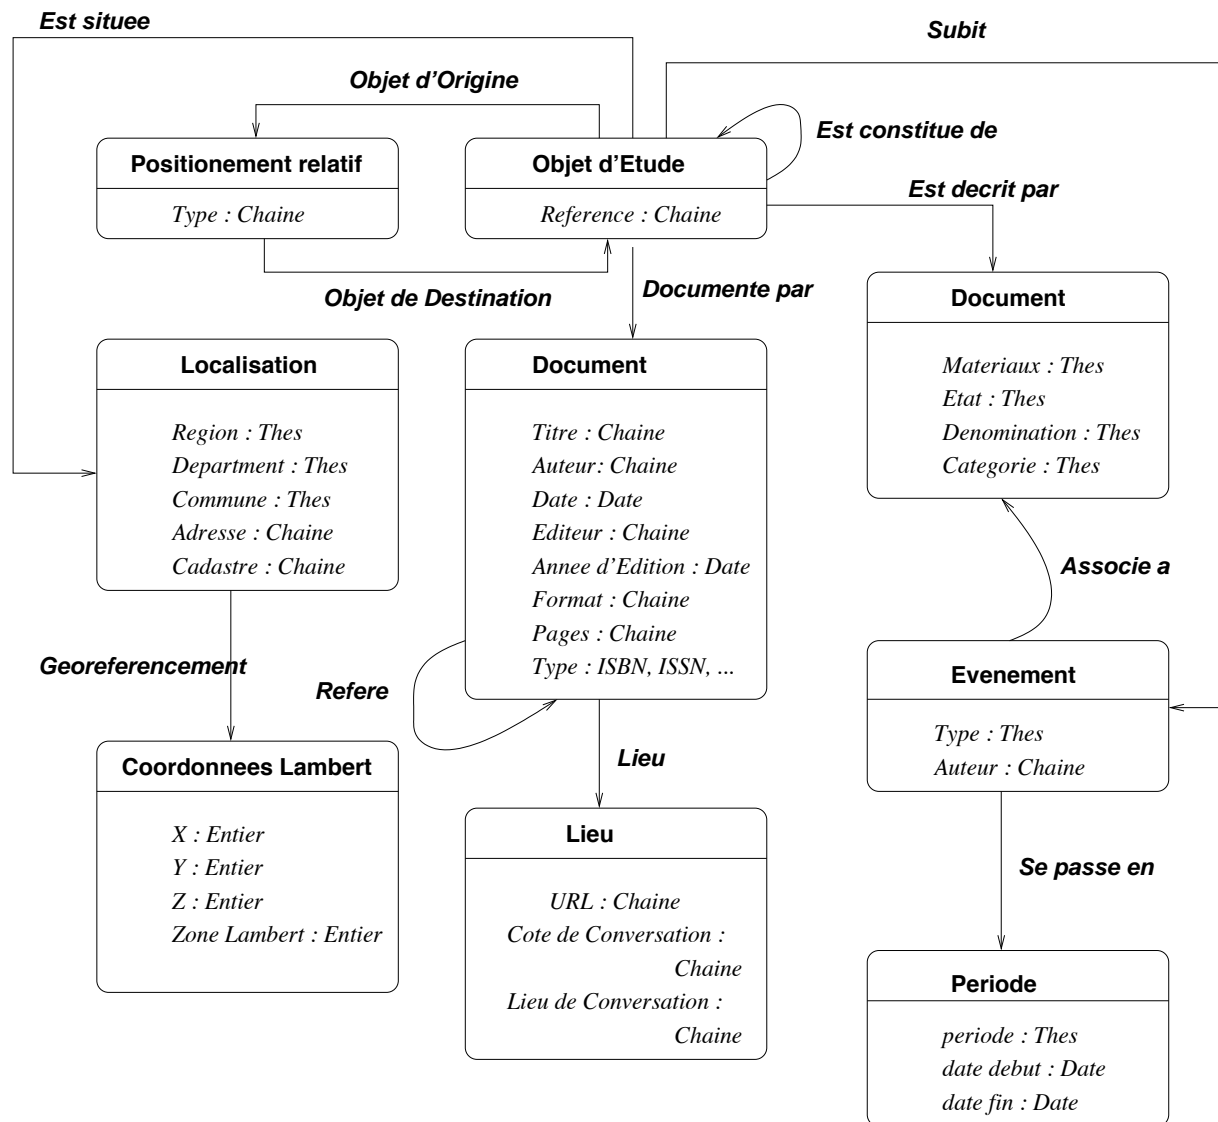 Est situee
Subit
Objet d'Origine
Est constitue de
Positionement relatif
Type : Chaine
Objet d'Etude
Reference : Chaine
Est decrit par
Objet de Destination
Documente par
Document
Materiaux : Thes
Etat : Thes
Denomination : Thes
Categorie : Thes
Localisation
Region : Thes
Department : Thes
Commune : Thes
Adresse : Chaine
Cadastre : Chaine
Document
Titre : Chaine
Auteur: Chaine
Date : Date
Editeur : Chaine
Annee d'Edition : Date
Format : Chaine
Pages : Chaine
Type : ISBN, ISSN, ...
Associe a
Georeferencement
Refere
Evenement
Type : Thes
Auteur : Chaine
Coordonnees Lambert
X : Entier
Y : Entier
Z : Entier
Zone Lambert : Entier
Lieu
Lieu
URL : Chaine
Cote de Conversation :
Chaine
Lieu de Conversation :
Chaine
Se passe en
Periode
periode : Thes
date debut : Date
date fin : Date